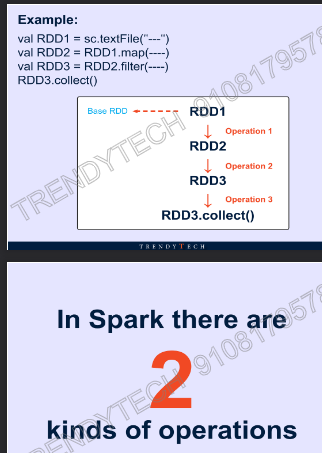 Example:
val RDD1 = sc.textFile("---")
val RDD2 = RDD1.map(----)
val RDD3 = RDD2.filter(----)
RDD3.collect()
Base RDD
RDD1
Operation 1
RDD2
Operation 2
RDD3
Operation 3
RDD3.collect()
TRENDYTECH 9108179578
TRENDYTECH
In Spark there are
2
kinds of operations
TRENDYTECH 9108179578